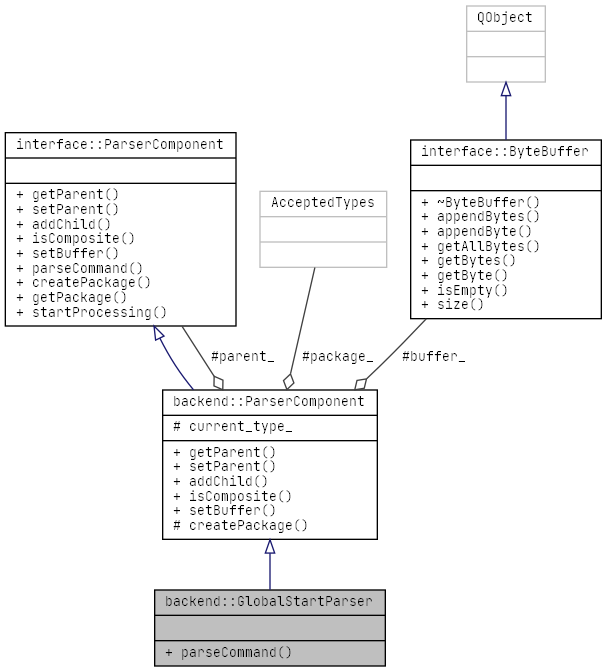 QObject
interface::ParserComponent
+ getParent()
+ setParent()
+ addChild()
+ isComposite()
+ setBuffer()
+ parseCommand()
+ createPackage()
+ getPackage()
+ startProcessing()
AcceptedTypes
interface::ByteBuffer
+ ~ByteBuffer()
+ appendBytes()
+ appendByte()
+ getAllBytes()
+ getBytes()
+ getByte()
+ isEmpty()
+ size()
#parent_
#package_
#buffer_
backend::ParserComponent
# current_type_
+ getParent()
+ setParent()
+ addChild()
+ isComposite()
+ setBuffer()
# createPackage()
backend::GlobalStartParser
+ parseCommand()